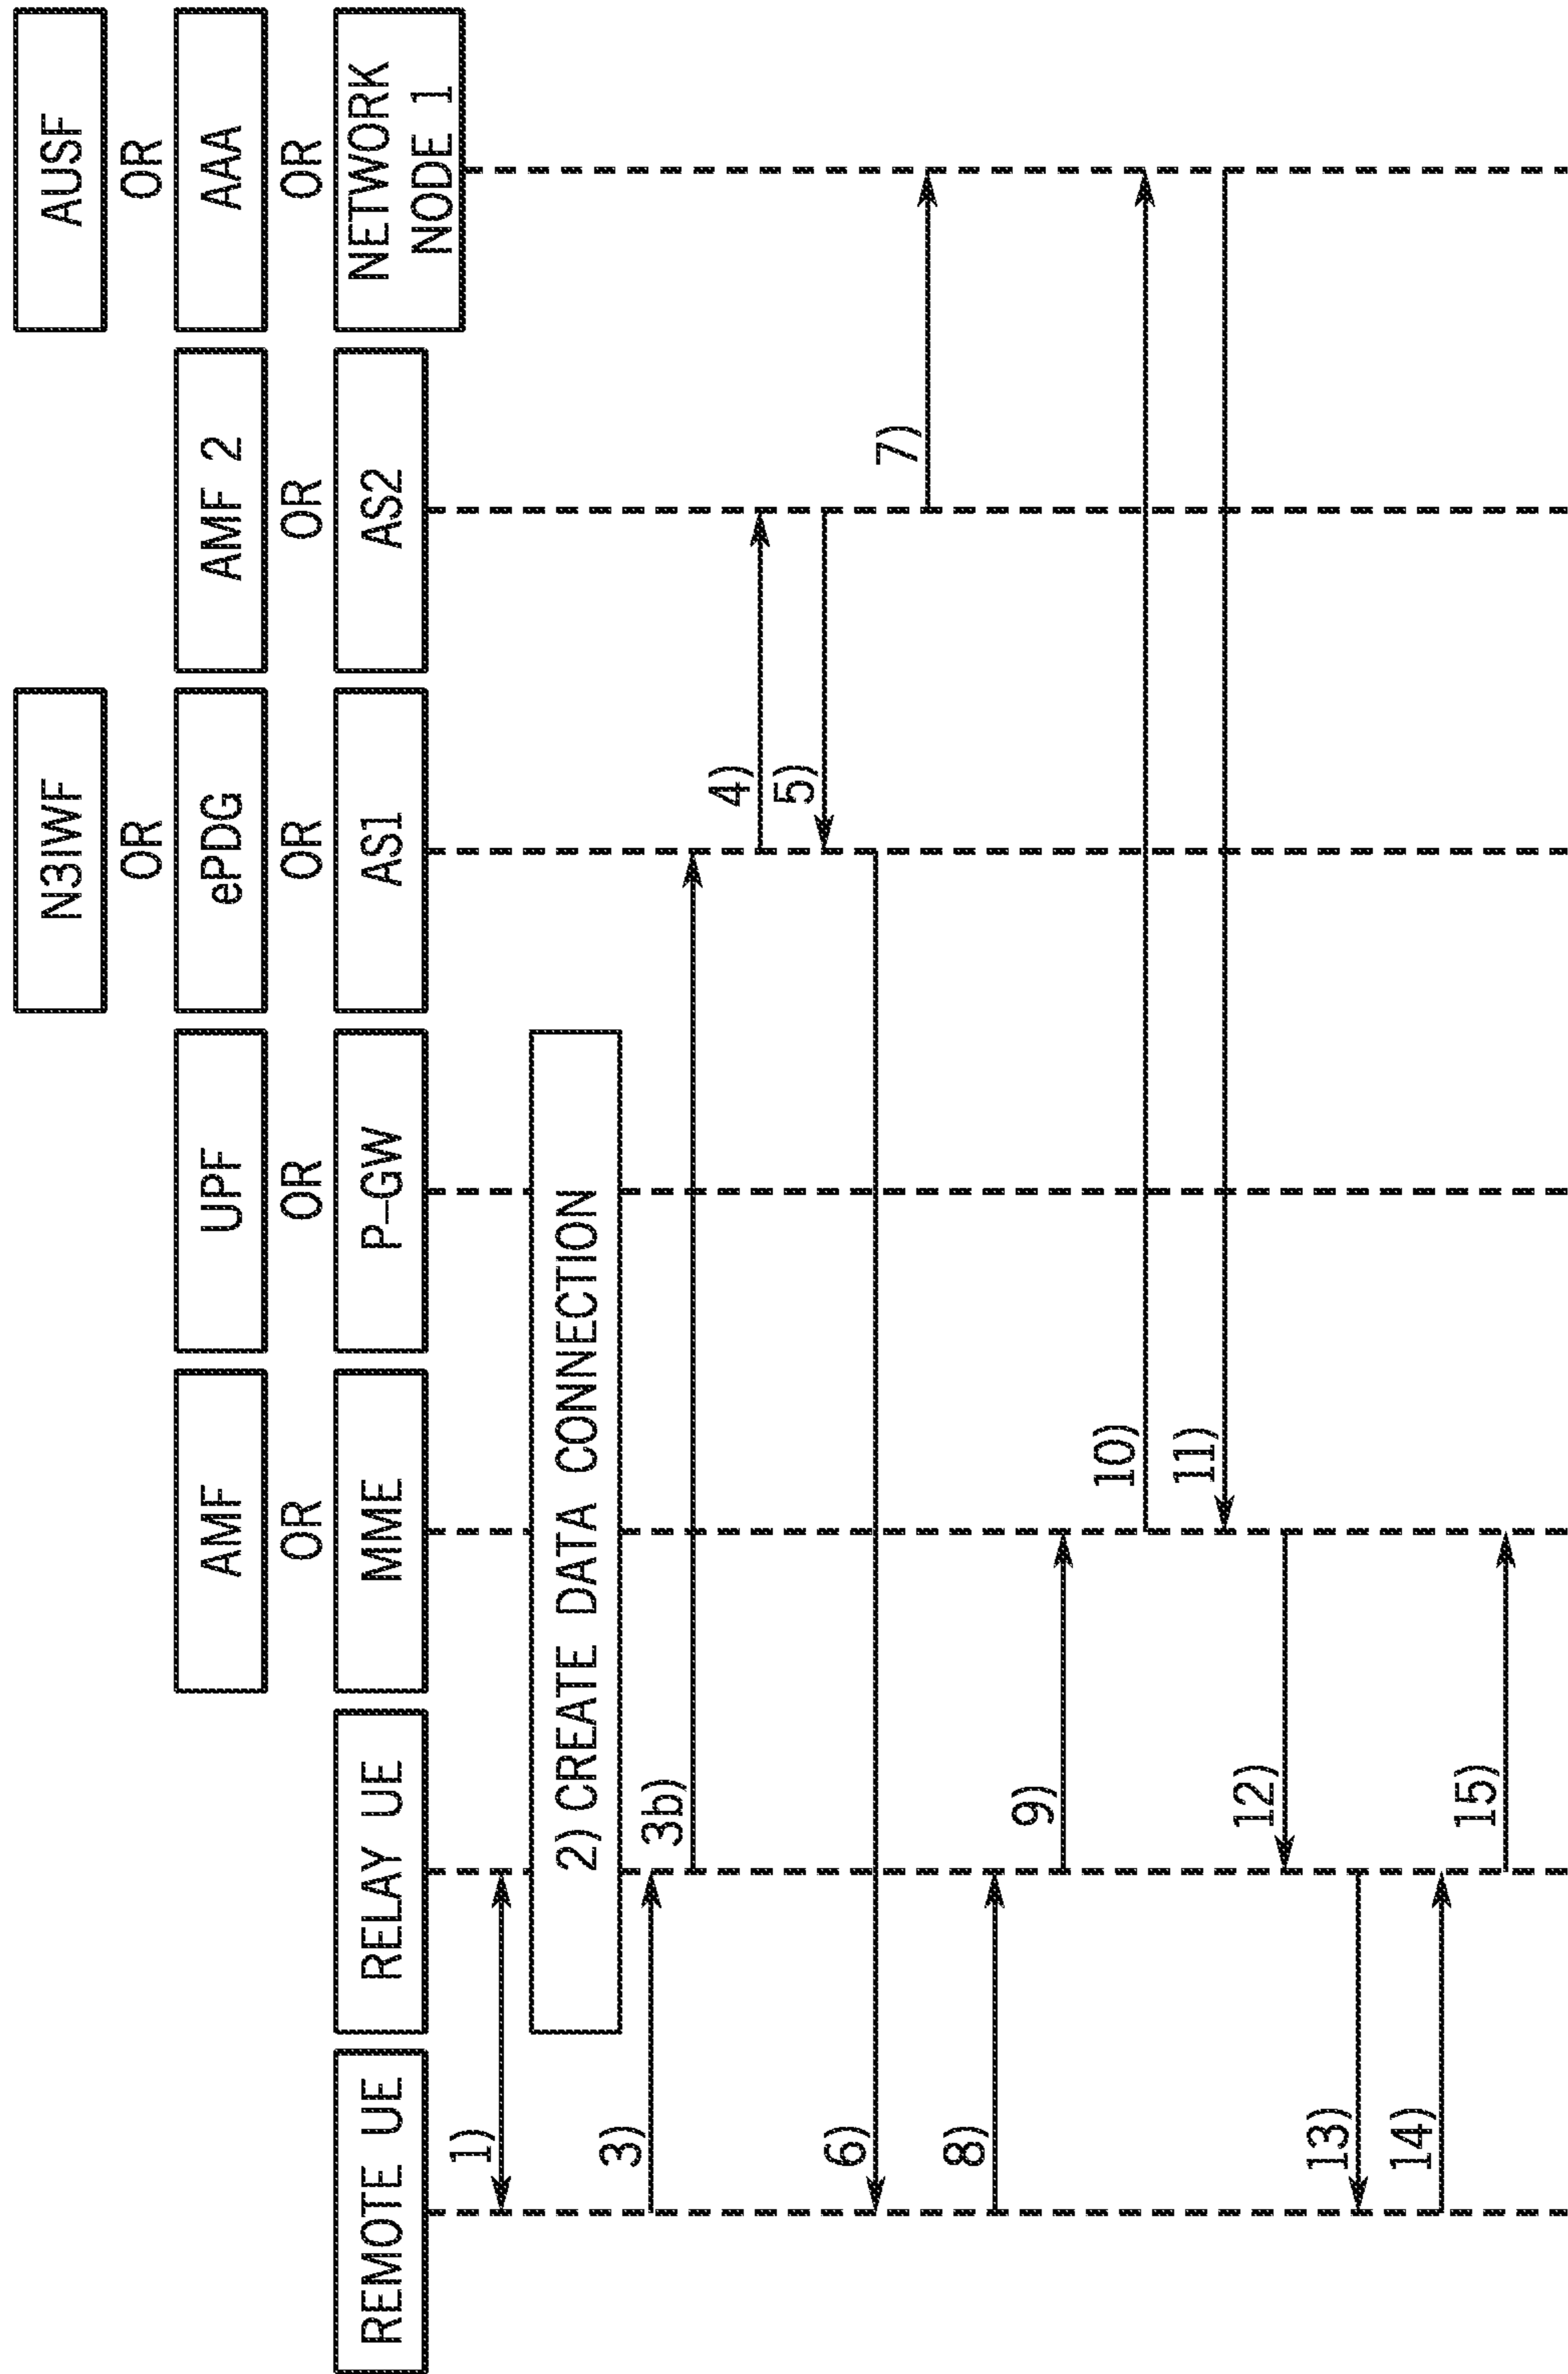 AUSF
OR
AAA
OR
NETWORK
NODE 1
AMF 2
OR
AS2
N3IWF
OR
ePDG
OR
AS1
UPF
OR
P-GW
AMF
OR
MME
RELAY UE
REMOTE UE
1)
2) CREATE DATA CONNECTION
3)
3b)
4)
5)
6)
7)
8)
9)
10)
11)
12)
13)
14)
15)